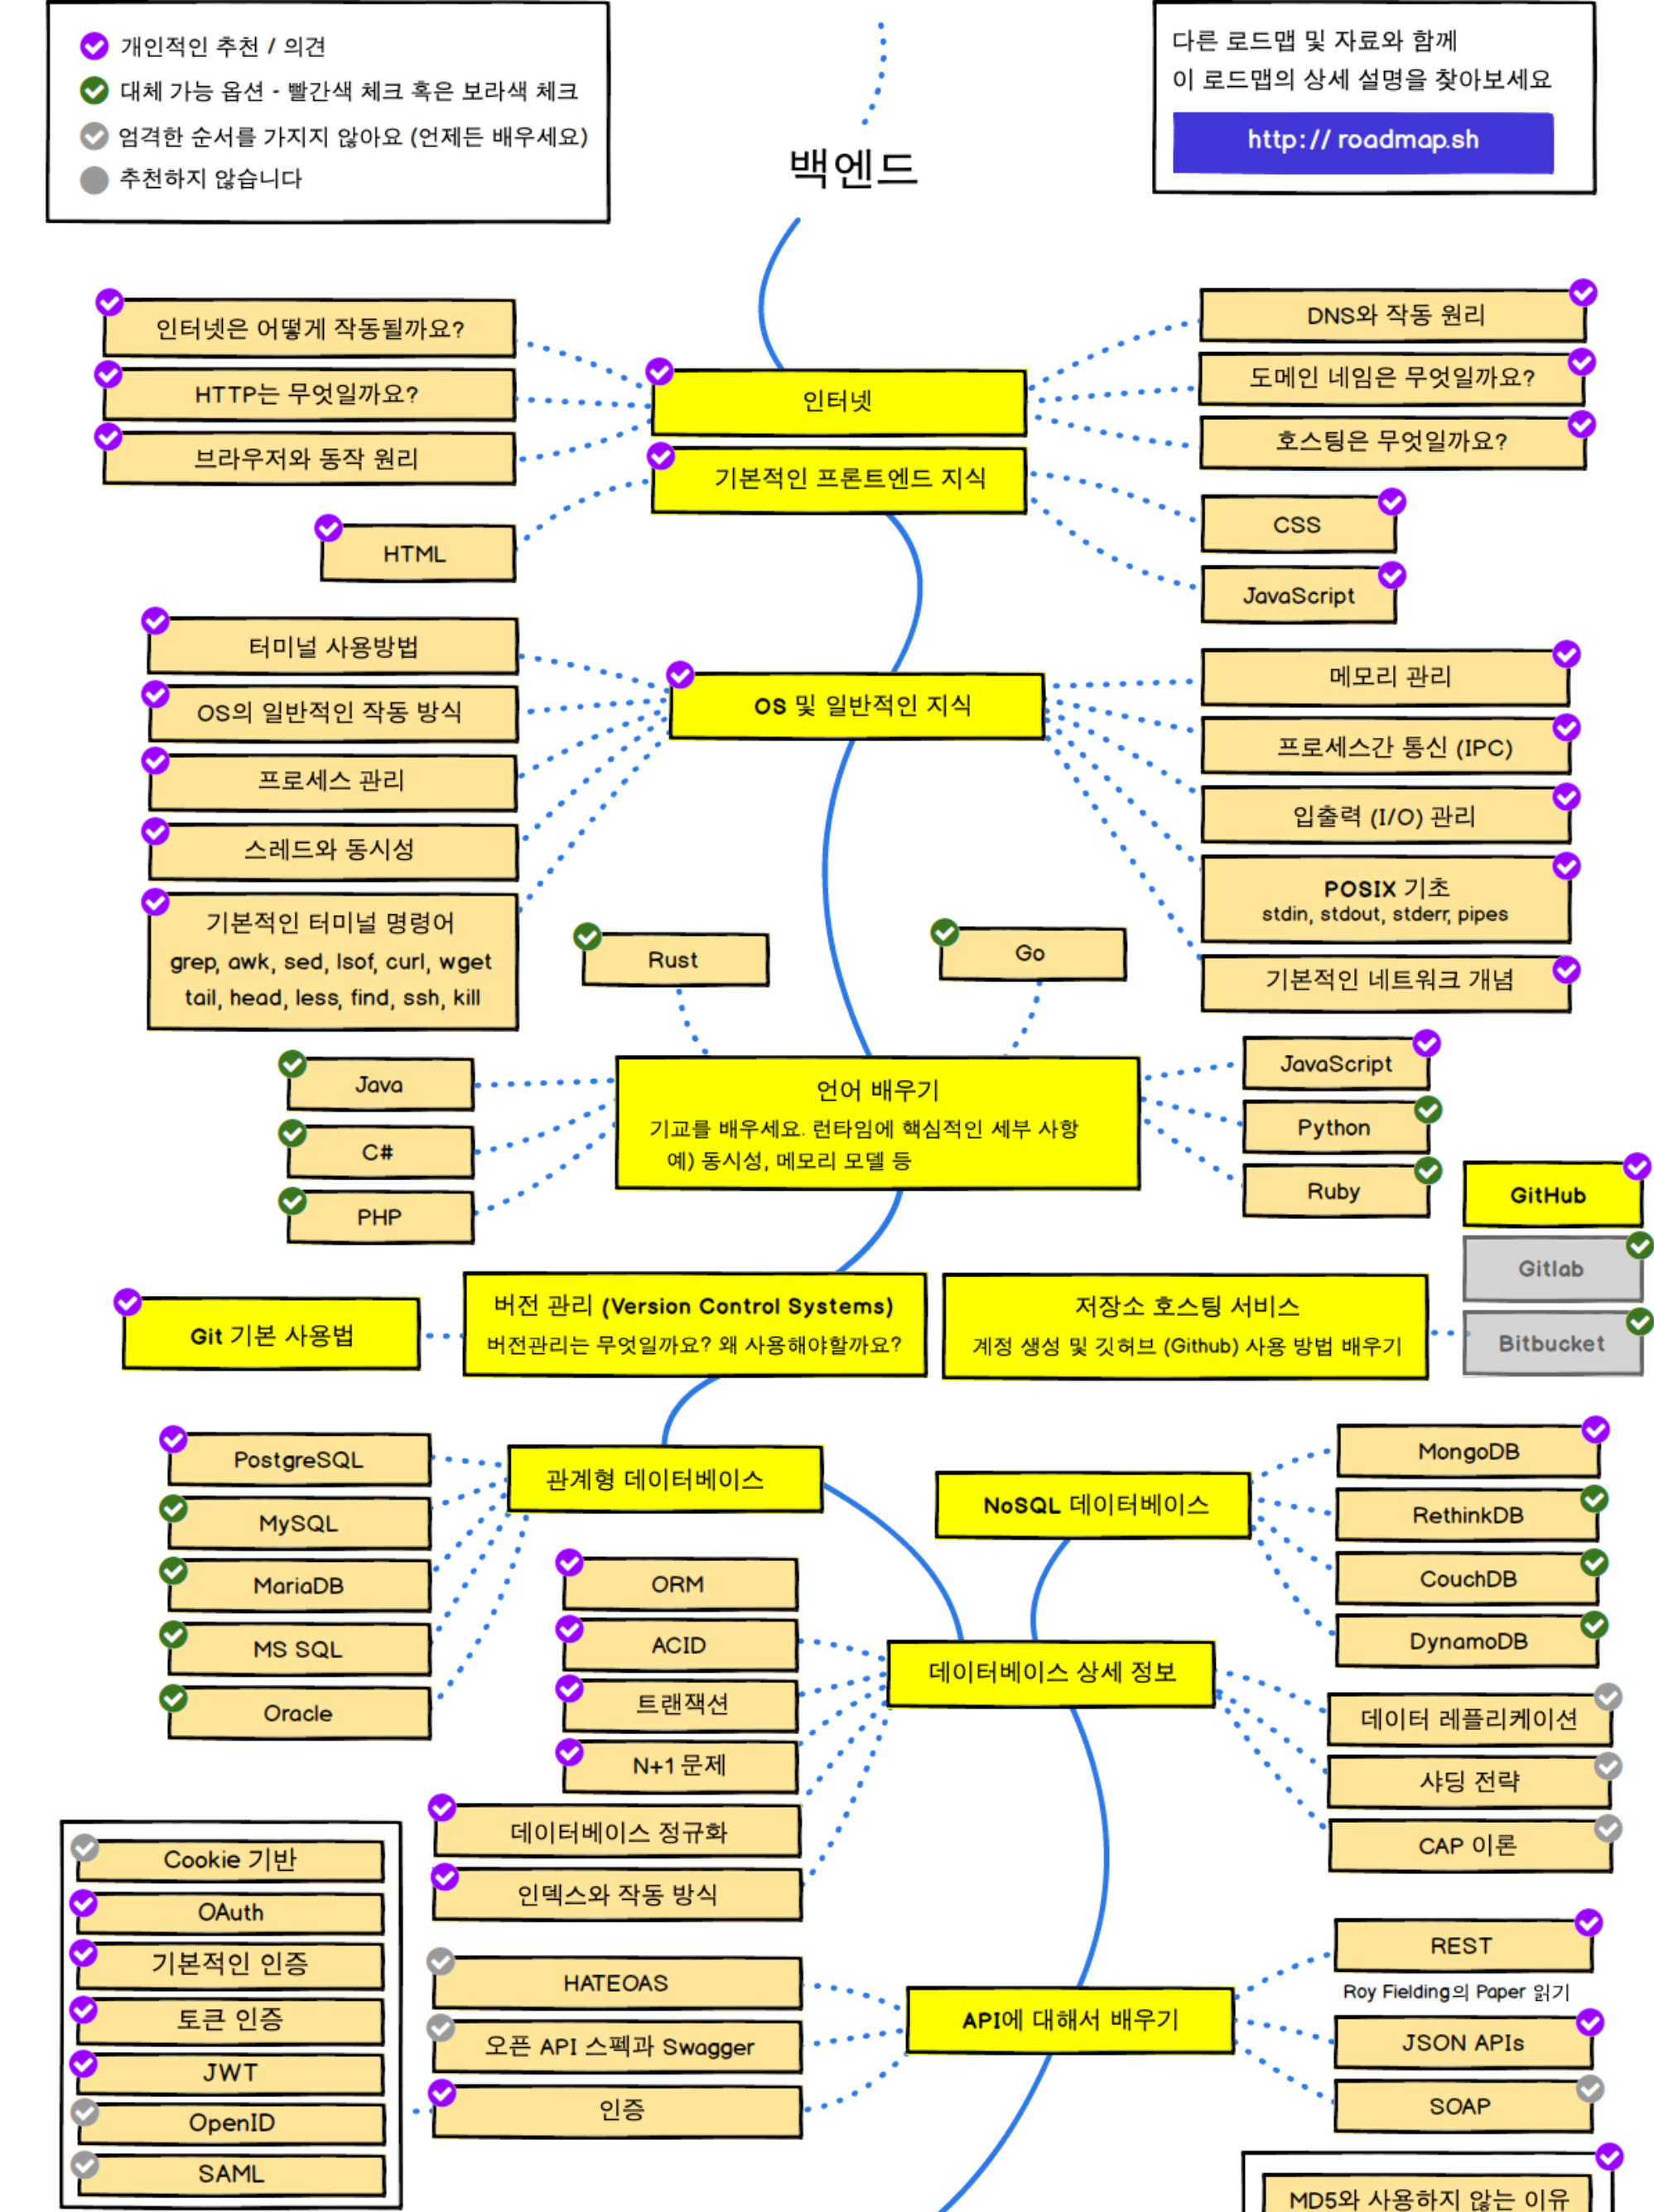 개인적인 추천 / 의견
대체 가능 옵션 - 빨간색 체크 혹은 보라색 체크
엄격한 순서를 가지지 않아요 (언제든 배우세요)
추천하지 않습니다
다른 로드맵 및 자료와 함께
이 로드맵의 상세 설명을 찾아보세요
http://roadmap.sh
백엔드
인터넷은 어떻게 작동될까요?
HTTP는 무엇일까요?
브라우저와 동작 원리
인터넷
DNS와 작동 원리
도메인 네임은 무엇일까요?
호스팅은 무엇일까요?
기본적인 프론트엔드 지식
HTML
CSS
JavaScript
터미널 사용방법
OS의 일반적인 작동 방식
프로세스 관리
스레드와 동시성
기본적인 터미널 명령어
grep, awk, sed, lsof, curl, wget
tail, head, less, find, ssh, kill
OS 및 일반적인 지식
메모리 관리
프로세스간 통신 (IPC)
입출력 (I/O) 관리
POSIX 기초
stdin, stdout, stderr, pipes
기본적인 네트워크 개념
Rust
Go
Java
C#
PHP
언어 배우기
기교를 배우세요. 런타임에 핵심적인 세부 사항
예) 동시성, 메모리 모델 등
JavaScript
Python
Ruby
GitHub
Gitlab
Bitbucket
Git 기본 사용법
버전 관리 (Version Control Systems)
버전관리는 무엇일까요? 왜 사용해야할까요?
저장소 호스팅 서비스
계정 생성 및 깃허브 (Github) 사용 방법 배우기
PostgreSQL
MySQL
MariaDB
MS SQL
Oracle
관계형 데이터베이스
NoSQL 데이터베이스
MongoDB
RethinkDB
CouchDB
DynamoDB
ORM
ACID
트랜잭션
N+1 문제
데이터베이스 정규화
인덱스와 작동 방식
데이터베이스 상세 정보
데이터 레플리케이션
샤딩 전략
CAP 이론
Cookie 기반
OAuth
기본적인 인증
토큰 인증
JWT
OpenID
SAML
HATEOAS
오픈 API 스펙과 Swagger
인증
API에 대해서 배우기
REST
Roy Fielding의 Paper 읽기
JSON APIs
SOAP
MD5와 사용하지 않는 이유